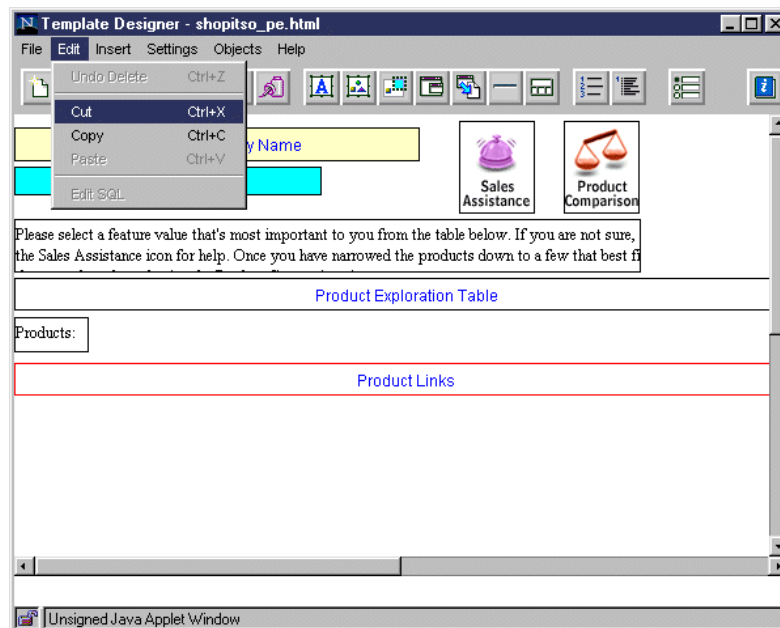 Template Designer - shopitso_pe.html
File Edit Insert Settings Objects Help
Undo Delete Ctrl+Z
Cut Ctrl+X
Copy Ctrl+C
Paste Ctrl+V
Edit SQL
y Name
Sales
Assistance
Product
Comparison
Please select a feature value that's most important to you from the table below. If you are not sure,
the Sales Assistance icon for help. Once you have narrowed the products down to a few that best fi
Product Exploration Table
Products:
Product Links
Unsigned Java Applet Window